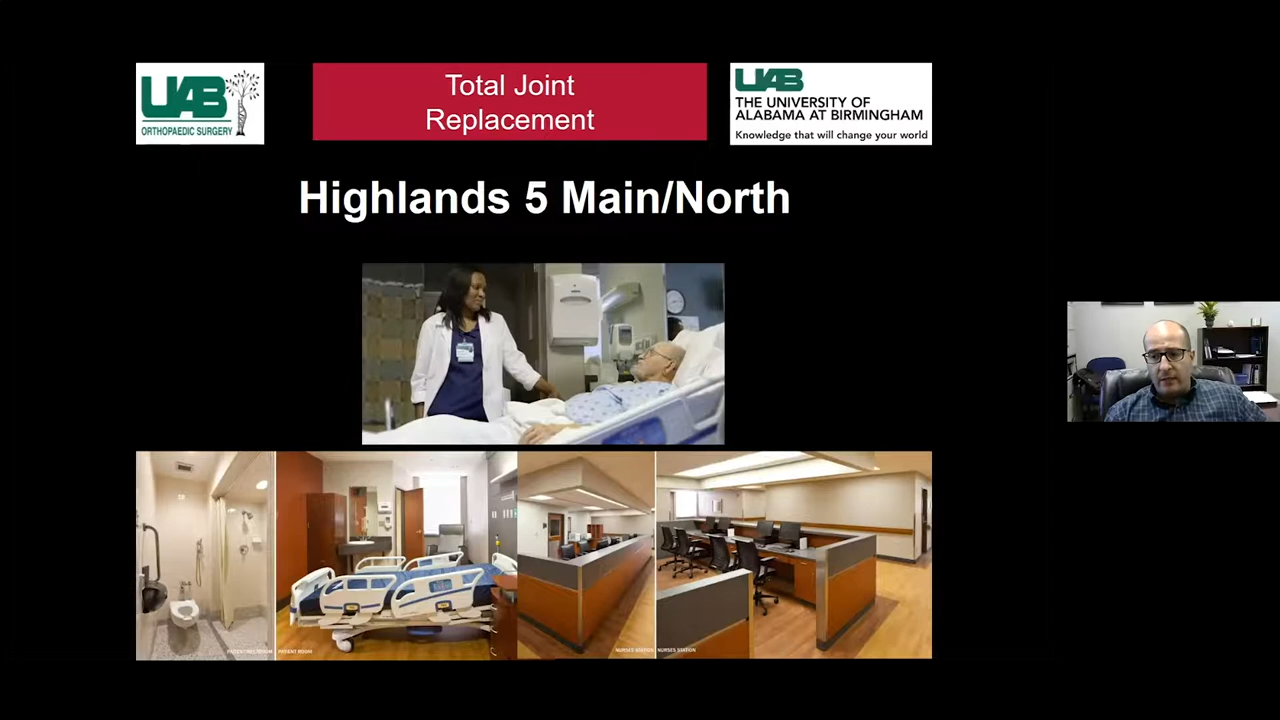 UAB
ORTHOPAEDIC SURGERY
Total Joint
Replacement
UAB
THE UNIVERSITY OF
ALABAMA AT BIRMINGHAM
Knowledge that will change your world
Highlands 5 Main/North
PATIENT ROOM
NURSES STATION
NURSES STATION